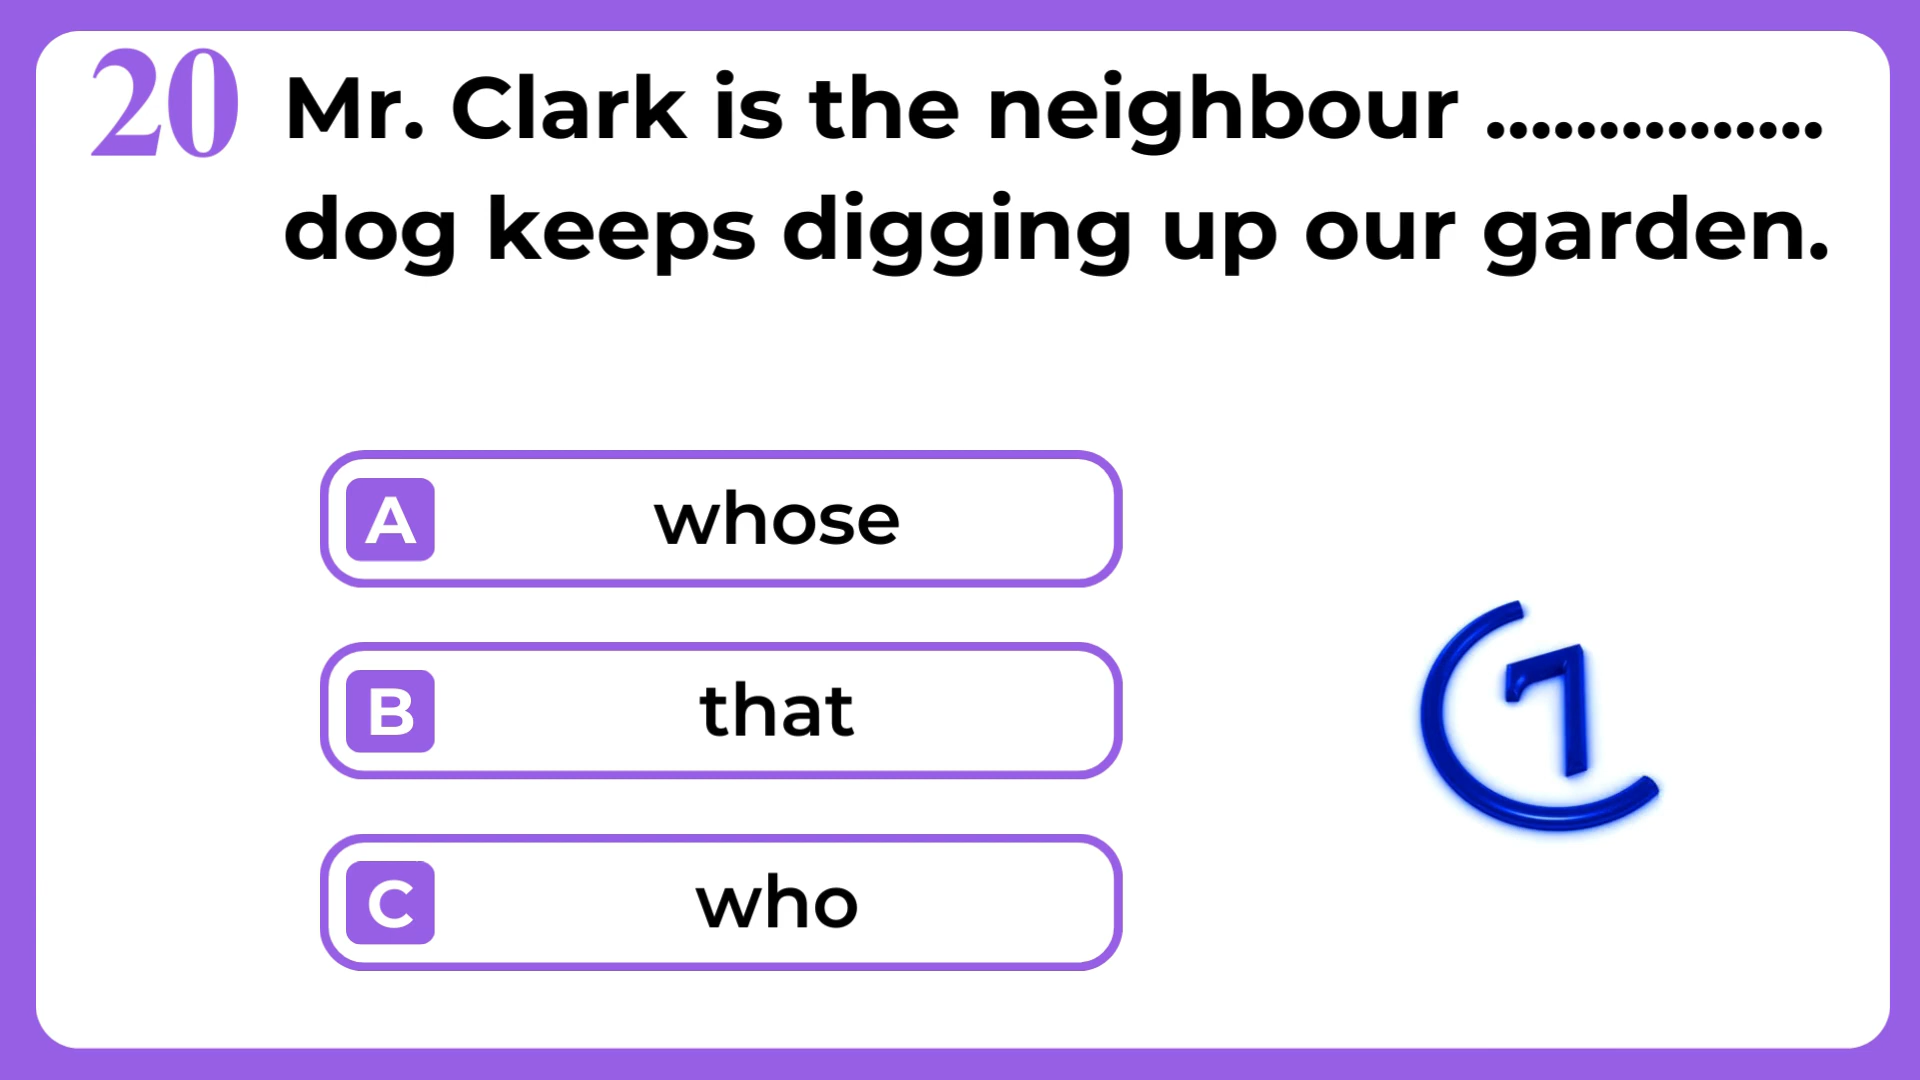 20 Mr. Clark is the neighbour ...............
dog keeps digging up our garden.
A whose
B that
C who
1